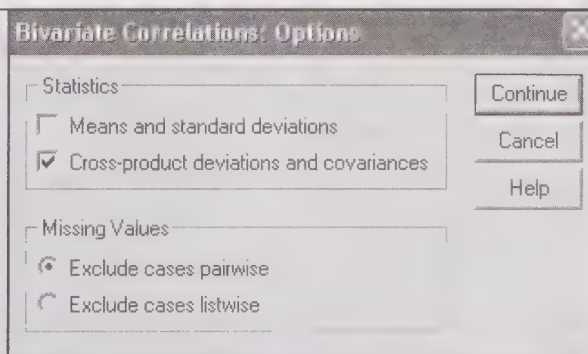 Bivariate Correlations: Options
Statistics
Means and standard deviations
Cross-product deviations and covariances
Missing Values
Exclude cases pairwise
Exclude cases listwise
Continue
Cancel
Help